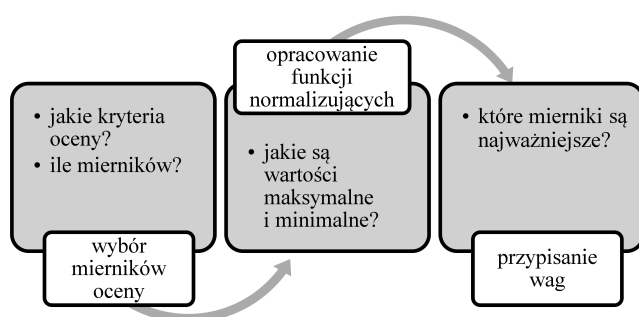 • jakie kryteria
oceny?
• ile mierników?
wybór
mierników
oceny
opracowanie
funkcji
normalizujących
• jakie są
wartości
maksymalne
i minimalne?
• które mierniki są
najważniejsze?
przypisanie
wag